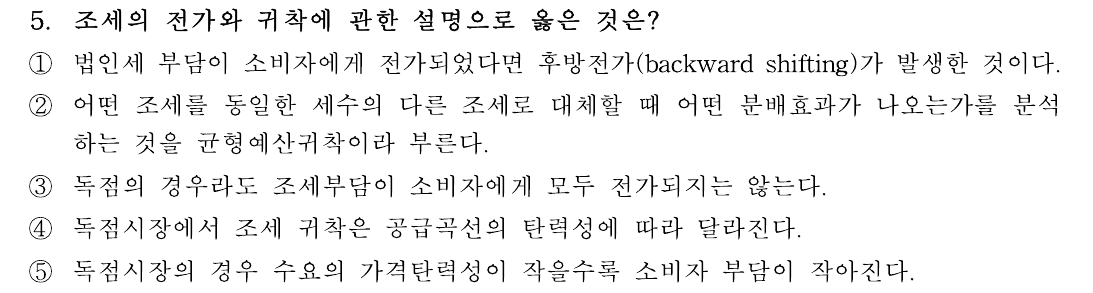 5. 조세의 전가와 귀착에 관한 설명으로 옳은 것은?
① 법인세 부담이 소비자에게 전가되었다면 후방전가(backward shifting)가 발생한 것이다.
② 어떤 조세를 동일한 세수의 다른 조세로 대체할 때 어떤 분배효과가 나오는가를 분석
하는 것을 균형예산귀착이라 부른다.
③ 독점의 경우라도 조세부담이 소비자에게 모두 전가되지는 않는다.
④ 독점시장에서 조세 귀착은 공급곡선의 탄력성에 따라 달라진다.
⑤ 독점시장의 경우 수요의 가격탄력성이 작을수록 소비자 부담이 작아진다.